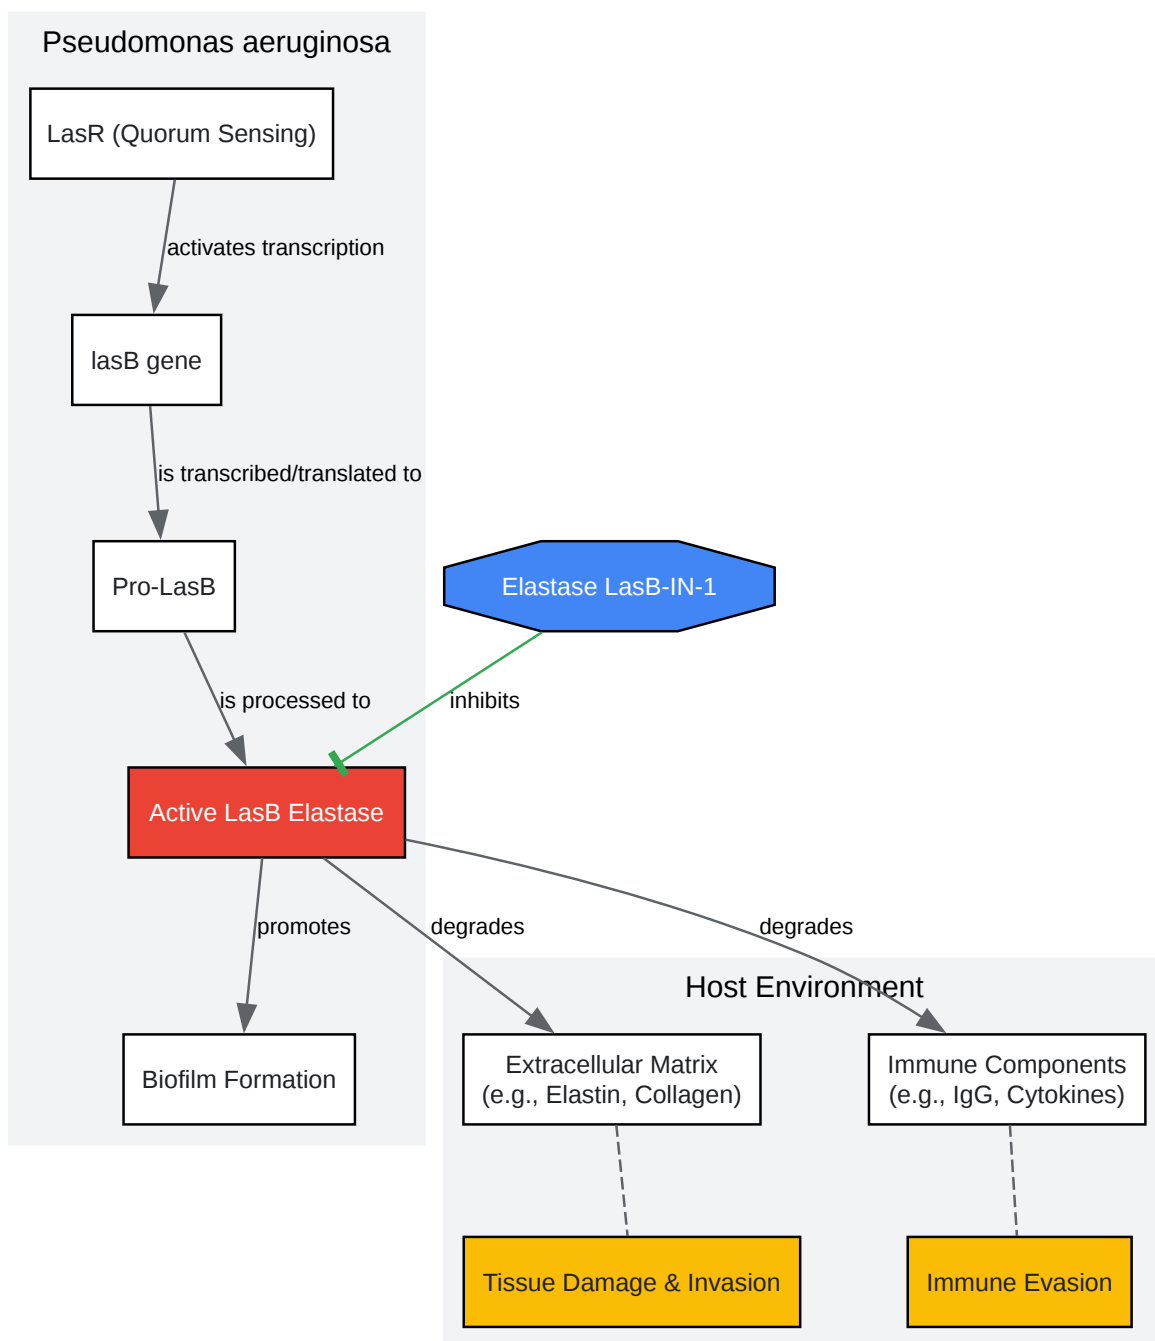 Pseudomonas aeruginosa
LasR (Quorum Sensing)
activates transcription
lasB gene
is transcribed/translated to
Pro-LasB
Elastase LasB-IN-1
is processed to
inhibits
Active LasB Elastase
promotes
degrades
degrades
Host Environment
Biofilm Formation
Extracellular Matrix
(e.g., Elastin, Collagen)
Immune Components
(e.g., IgG, Cytokines)
Tissue Damage & Invasion
Immune Evasion